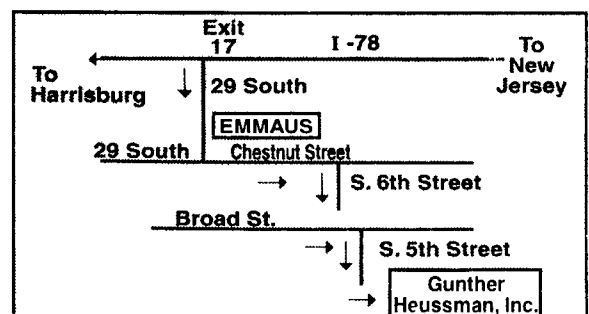 Exit
17
I -78
To
New
Jersey
To
Harrisburg
29 South
EMMAUS
29 South
Chestnut Street
S. 6th Street
Broad St.
S. 5th Street
Gunther
Heussman, Inc.